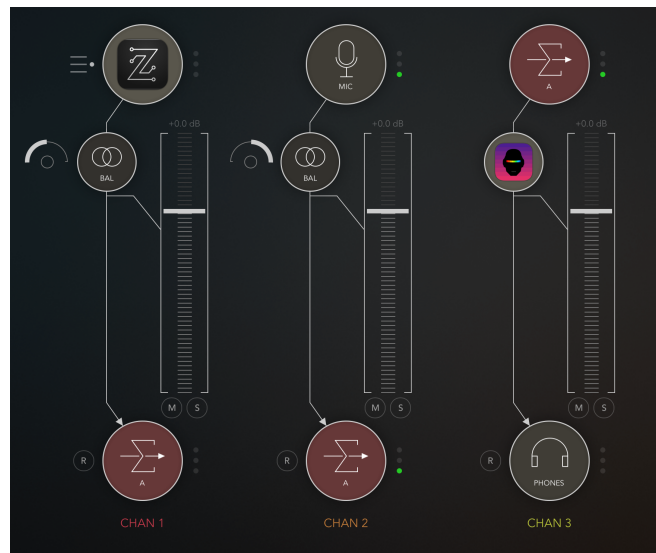 MIC
A
+0.0 dB
+0.0 dB
+0.0 dB
BAL
BAL
M
S
M
S
M
S
R
A
R
A
R
PHONES
CHAN 1
CHAN 2
CHAN 3